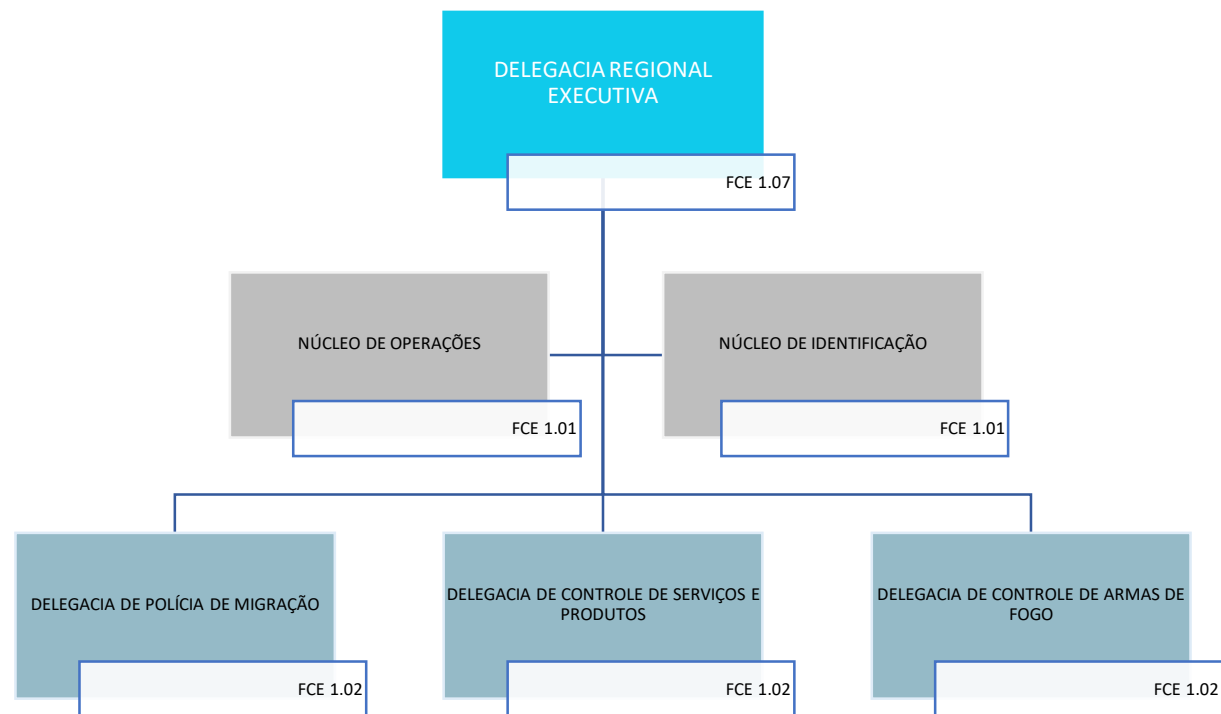 DELEGACIA REGIONAL
EXECUTIVA
FCE 1.07
NÚCLEO DE OPERAÇÕES
FCE 1.01
NÚCLEO DE IDENTIFICAÇÃO
FCE 1.01
DELEGACIA DE POLÍCIA DE MIGRAÇÃO
FCE 1.02
DELEGACIA DE CONTROLE DE SERVIÇOS E
PRODUTOS
FCE 1.02
DELEGACIA DE CONTROLE DE ARMAS DE
FOGO
FCE 1.02